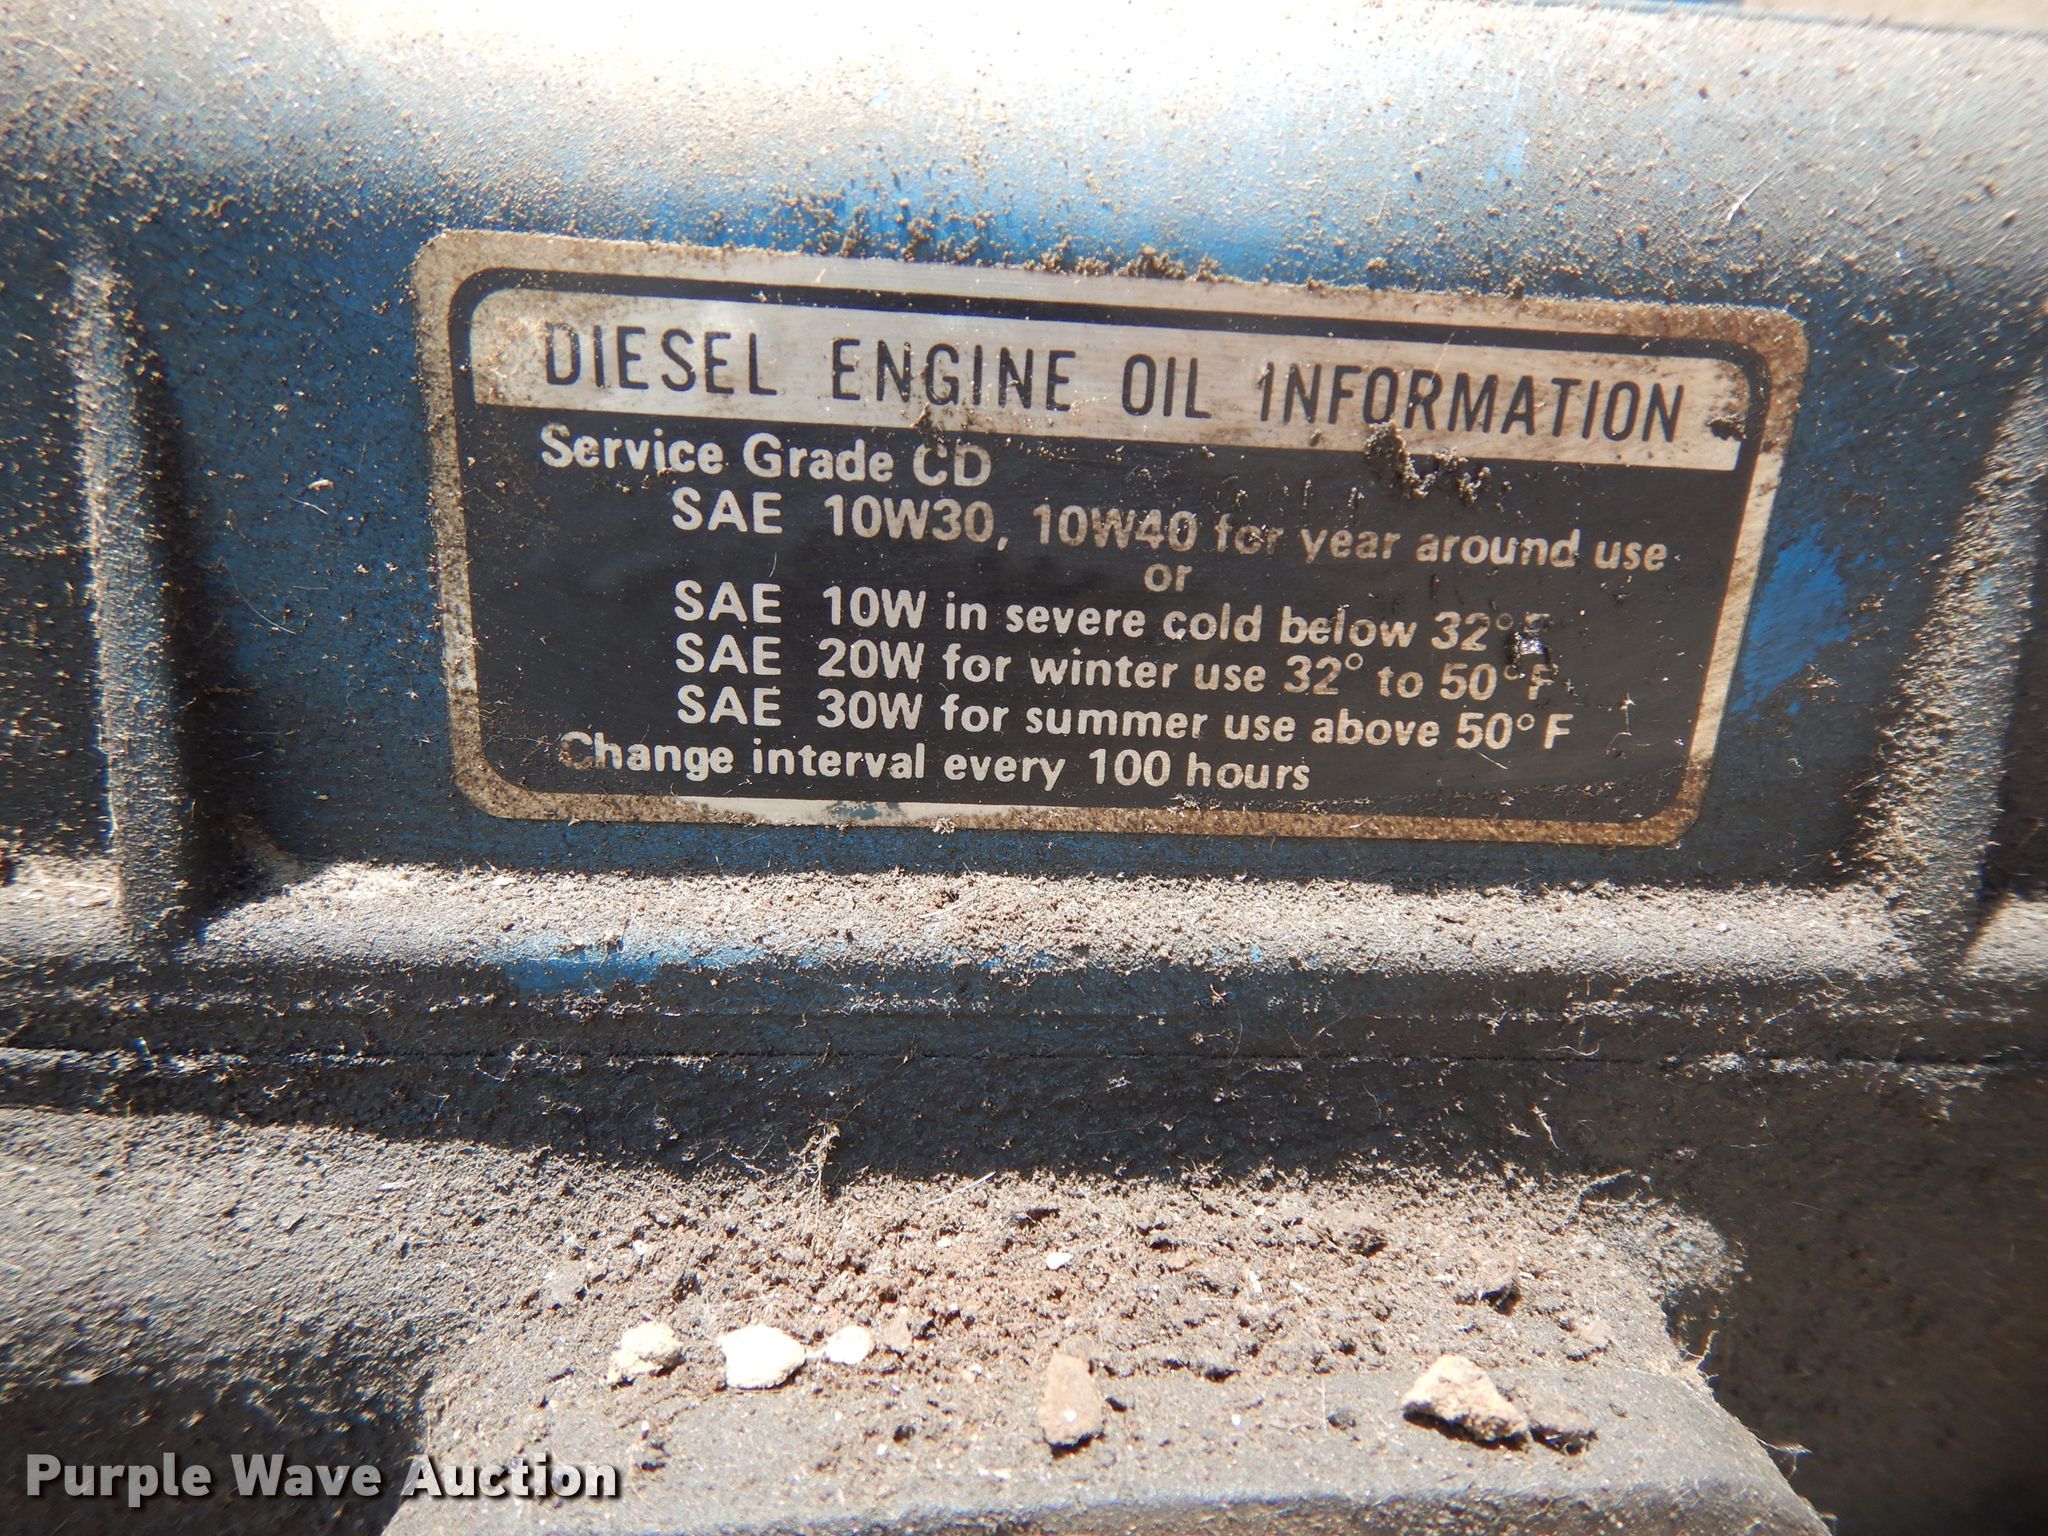 DIESEL ENGINE OIL INFORMATION
Service Grade CD
SAE 10W30, 10W40 for year around use
or
SAE 10W in severe cold below 32°F
SAE 20W for winter use 32° to 50°F
SAE 30W for summer use above 50°F
Change interval every 100 hours
Purple Wave Auction